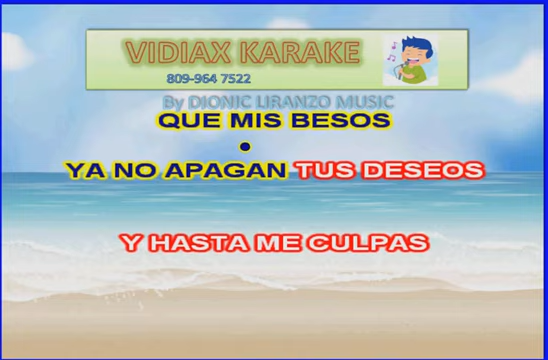 VIDIAX KARAKE
809-964 7522
By DIONIC LIRANZO MUSIC
QUE MIS BESOS
•
YA NO APAGAN TUS DESEOS
Y HASTA ME CULPAS